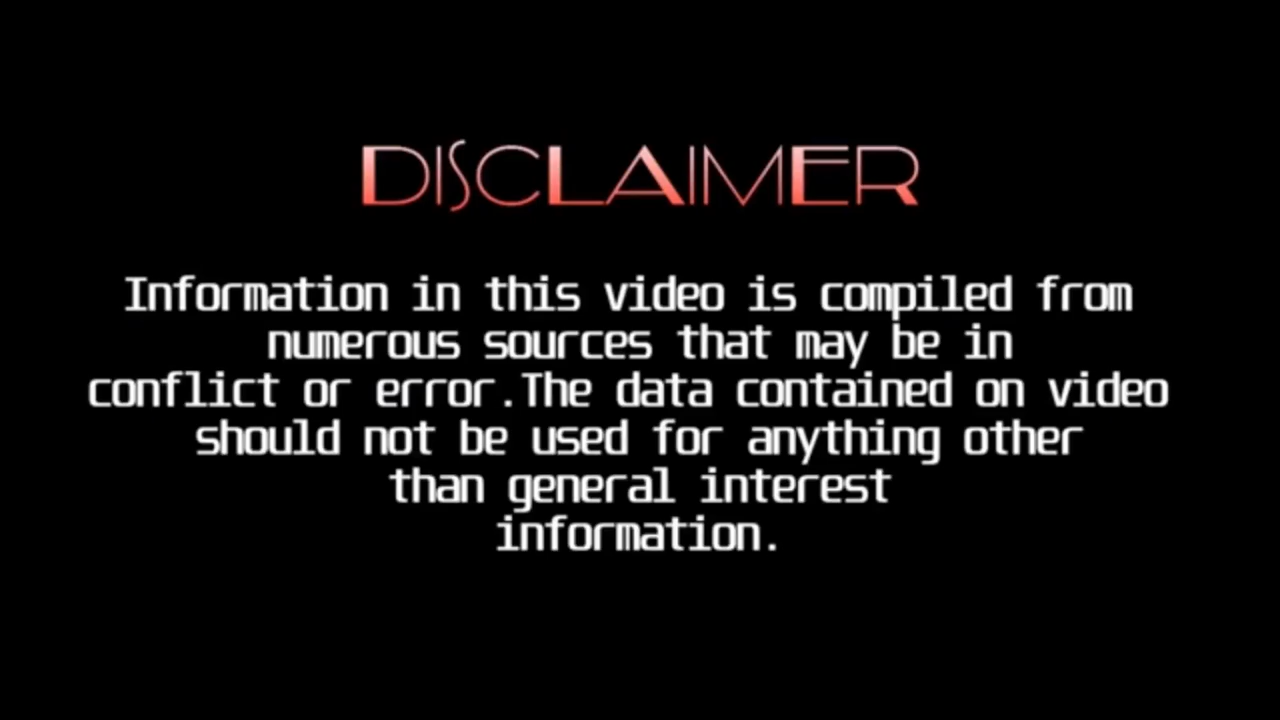 DISCLAIMER
Information in this video is compiled from
numerous sources that may be in
conflict or error.The data contained on video
should not be used for anything other
than general interest
information.